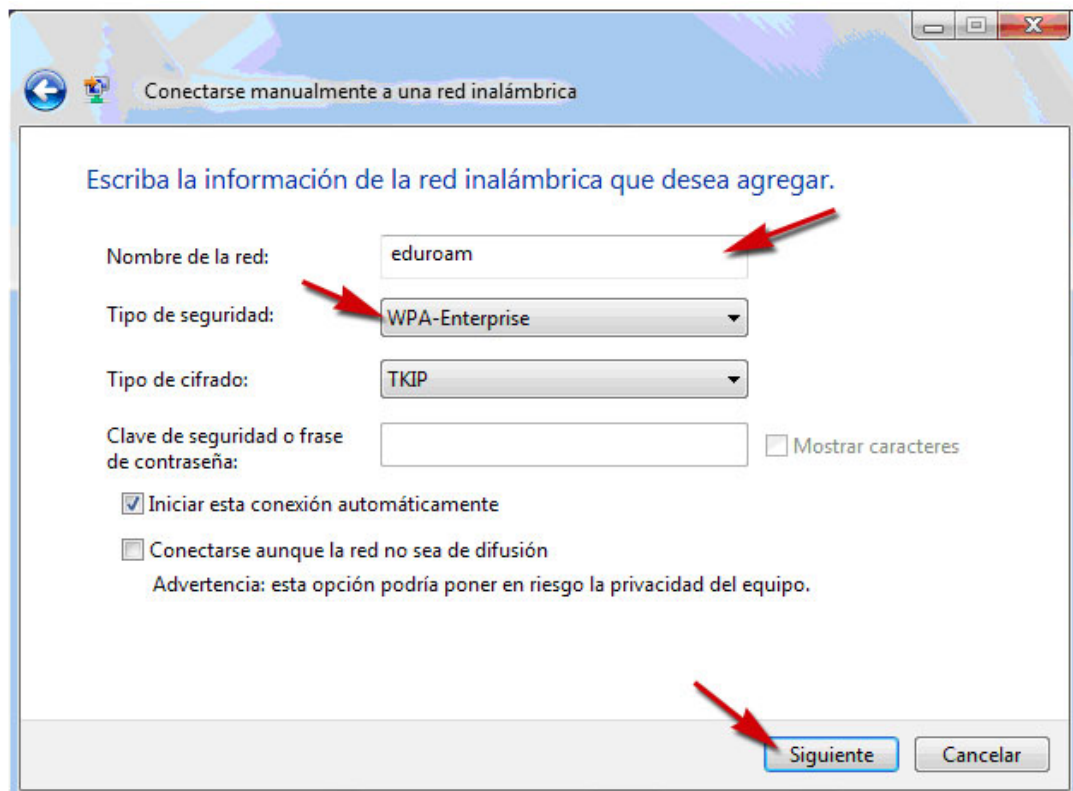 Conectarse manualmente a una red inalámbrica
Escriba la información de la red inalámbrica que desea agregar.
Nombre de la red: eduroam
Tipo de seguridad: WPA-Enterprise
Tipo de cifrado: TKIP
Clave de seguridad o frase
de contraseña:
Mostrar caracteres
Iniciar esta conexión automáticamente
Conectarse aunque la red no sea de difusión
Advertencia: esta opción podría poner en riesgo la privacidad del equipo.
Siguiente Cancelar